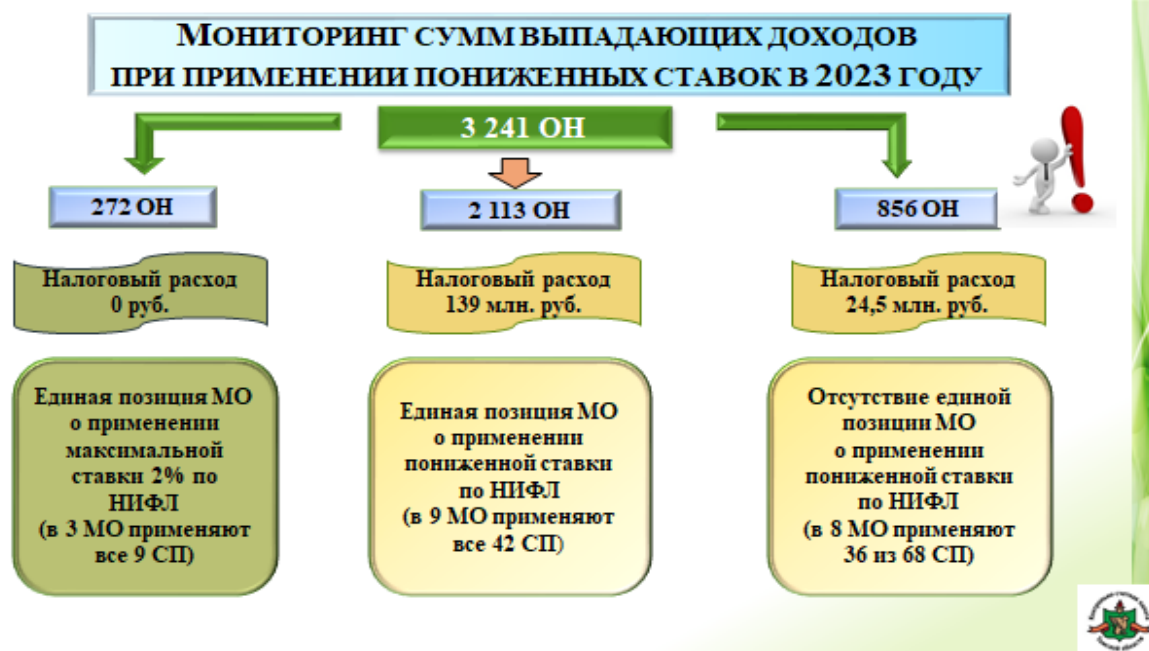 МОНИТОРИНГ СУММ ВЫПАДАЮЩИХ ДОХОДОВ
ПРИ ПРИМЕНЕНИИ ПОНИЖЕННЫХ СТАВОК В 2023 ГОДУ
3 241 ОН
272 ОН
2 113 ОН
856 ОН
Налоговый расход
0 руб.
Налоговый расход
139 млн. руб.
Налоговый расход
24,5 млн. руб.
Единая позиция МО
о применении
максимальной
ставки 2% по
НИФЛ
(в 3 МО применяют
все 9 СП)
Единая позиция МО
о применении
пониженной ставки
по НИФЛ
(в 9 МО применяют
все 42 СП)
Отсутствие единой
позиции МО
о применении
пониженной ставки
по НИФЛ
(в 8 МО применяют
36 из 68 СП)